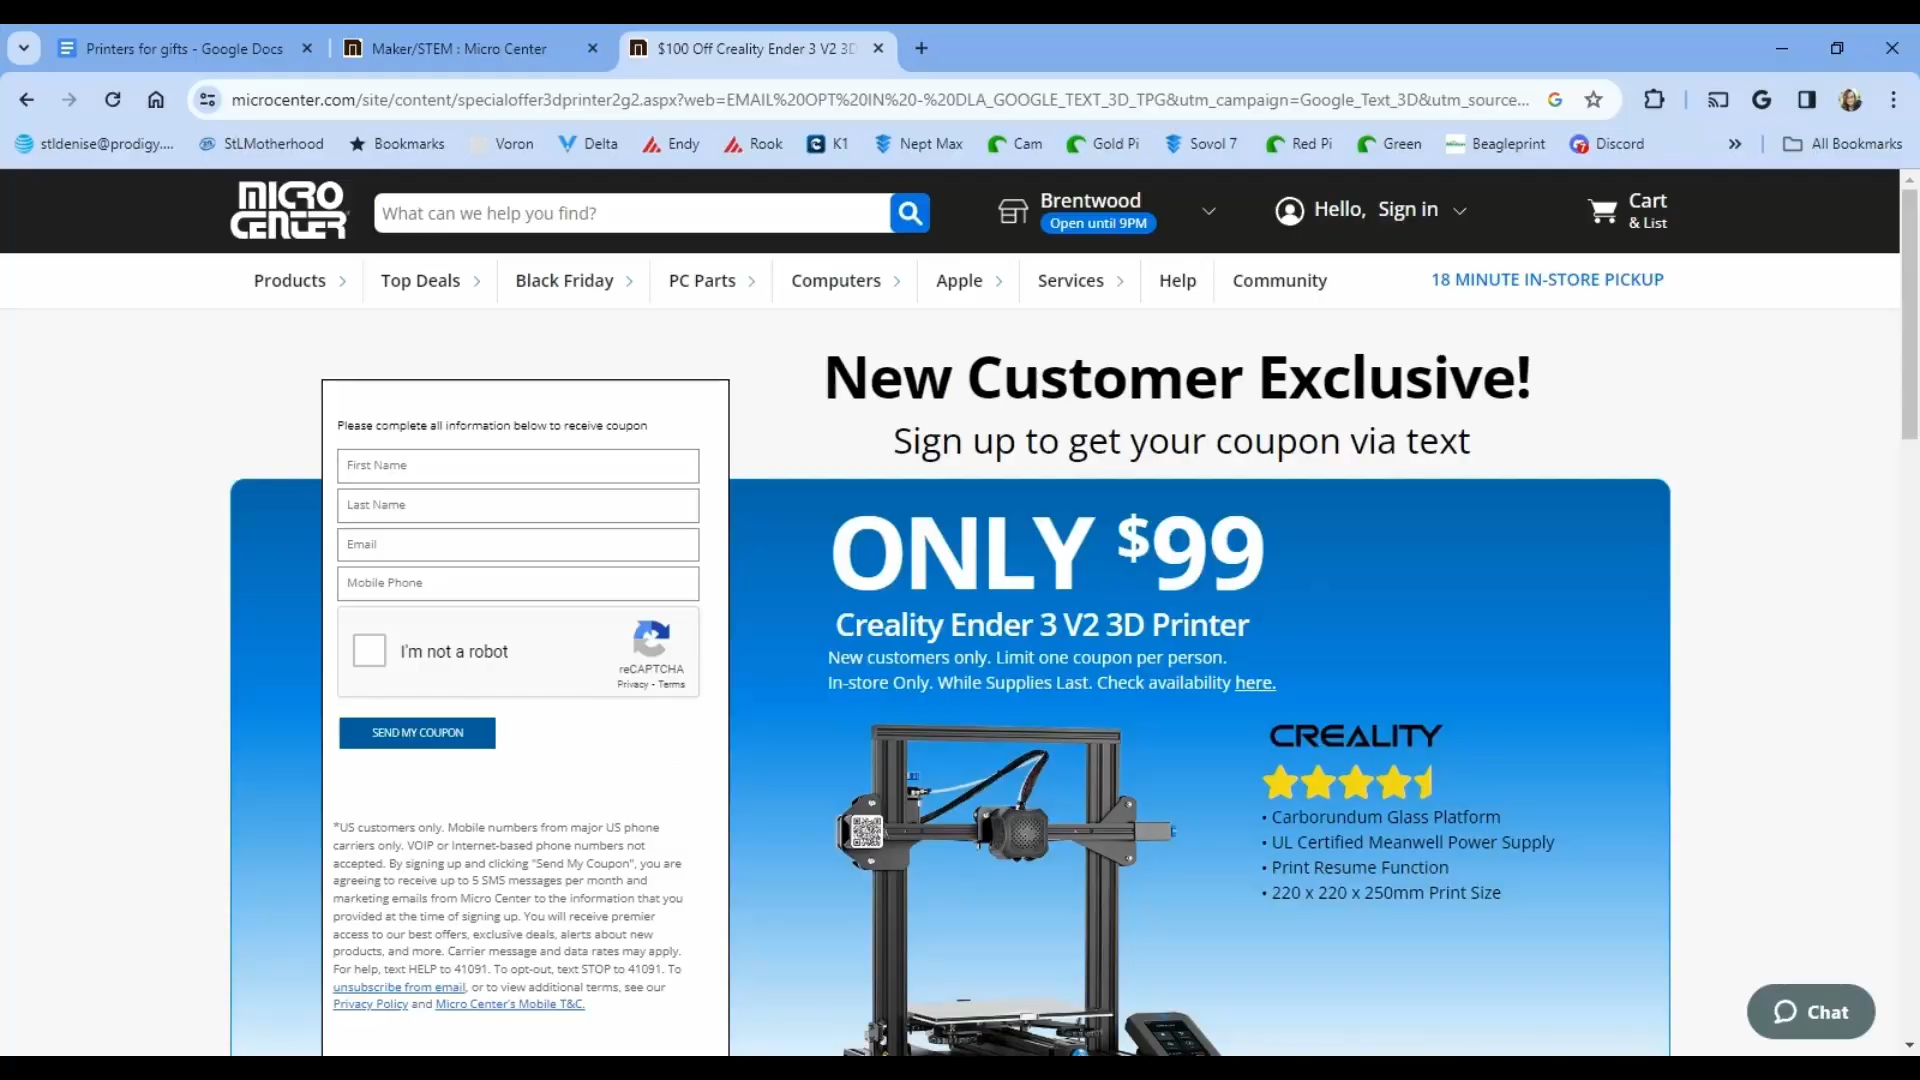 Printers for gifts - Google Docs
Maker/STEM : Micro Center
$100 Off Creality Ender 3 V2 3D
microcenter.com/site/content/specialoffer3dprinter2g2.aspx?web=EMAIL%20OPT%20IN%20-%20DLA_GOOGLE_TEXT_3D_TPG&utm_campaign=Google_Text_3D&utm_source...
stldenise@prodigy....
StLMotherhood
Bookmarks
Voron
Delta
Endy
Rook
K1
Nept Max
Cam
Gold Pi
Sovol 7
Red Pi
Green
Beagleprint
Discord
All Bookmarks
MICRO
CENTER
What can we help you find?
Brentwood
Open until 9PM
Hello, Sign in
Cart
& List
Products
Top Deals
Black Friday
PC Parts
Computers
Apple
Services
Help
Community
18 MINUTE IN-STORE PICKUP
New Customer Exclusive!
Sign up to get your coupon via text
Please complete all information below to receive coupon
First Name
Last Name
Email
Mobile Phone
I'm not a robot
reCAPTCHA
Privacy - Terms
SEND MY COUPON
*US customers only. Mobile numbers from major US phone
carriers only. VOIP or Internet-based phone numbers not
accepted. By signing up and clicking "Send My Coupon", you are
agreeing to receive up to 5 SMS messages per month and
marketing emails from Micro Center to the information that you
provided at the time of signing up. You will receive premier
access to our best offers, exclusive deals, alerts about new
products, and more. Carrier message and data rates may apply.
For help, text HELP to 41091. To opt-out, text STOP to 41091. To
unsubscribe from email, or to view additional terms, see our
Privacy Policy and Micro Center's Mobile T&C.
ONLY $99
Creality Ender 3 V2 3D Printer
New customers only. Limit one coupon per person.
In-store Only. While Supplies Last. Check availability here.
CREALITY
• Carborundum Glass Platform
• UL Certified Meanwell Power Supply
• Print Resume Function
• 220 x 220 x 250mm Print Size
Chat